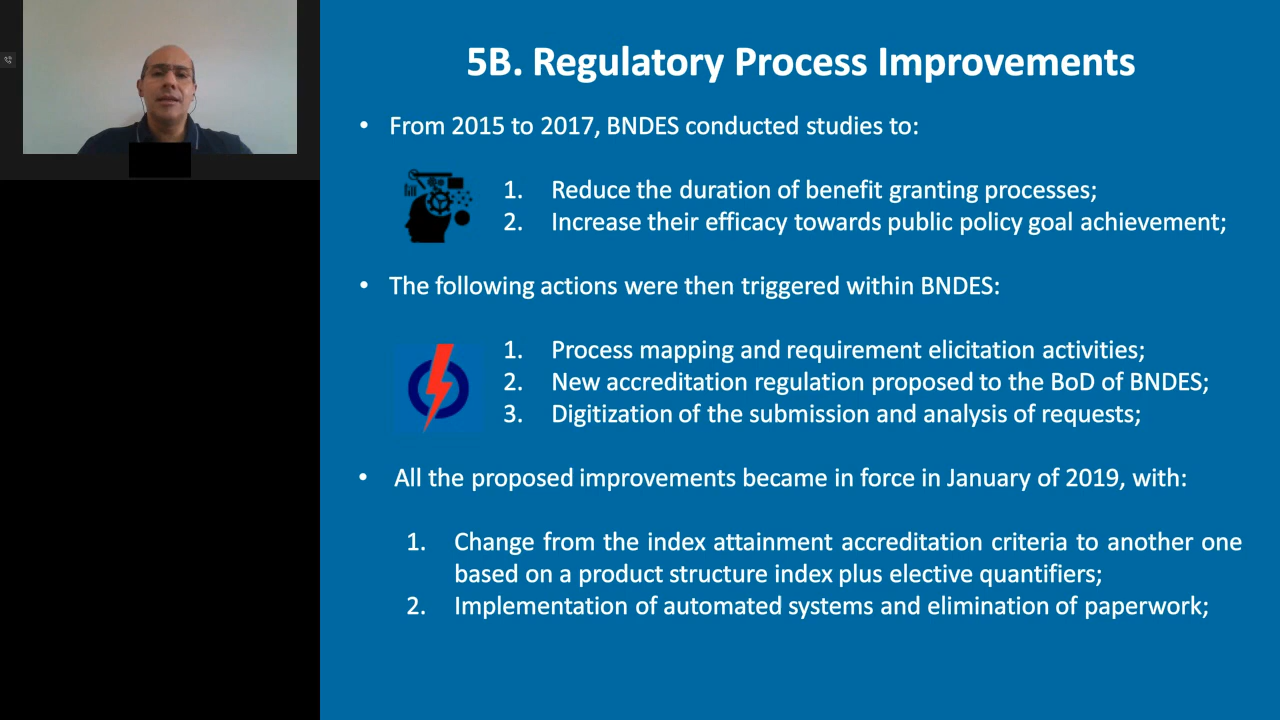 5B. Regulatory Process Improvements
• From 2015 to 2017, BNDES conducted studies to:
1. Reduce the duration of benefit granting processes;
2. Increase their efficacy towards public policy goal achievement;
• The following actions were then triggered within BNDES:
1. Process mapping and requirement elicitation activities;
2. New accreditation regulation proposed to the BoD of BNDES;
3. Digitization of the submission and analysis of requests;
• All the proposed improvements became in force in January of 2019, with:
1. Change from the index attainment accreditation criteria to another one
based on a product structure index plus elective quantifiers;
2. Implementation of automated systems and elimination of paperwork;